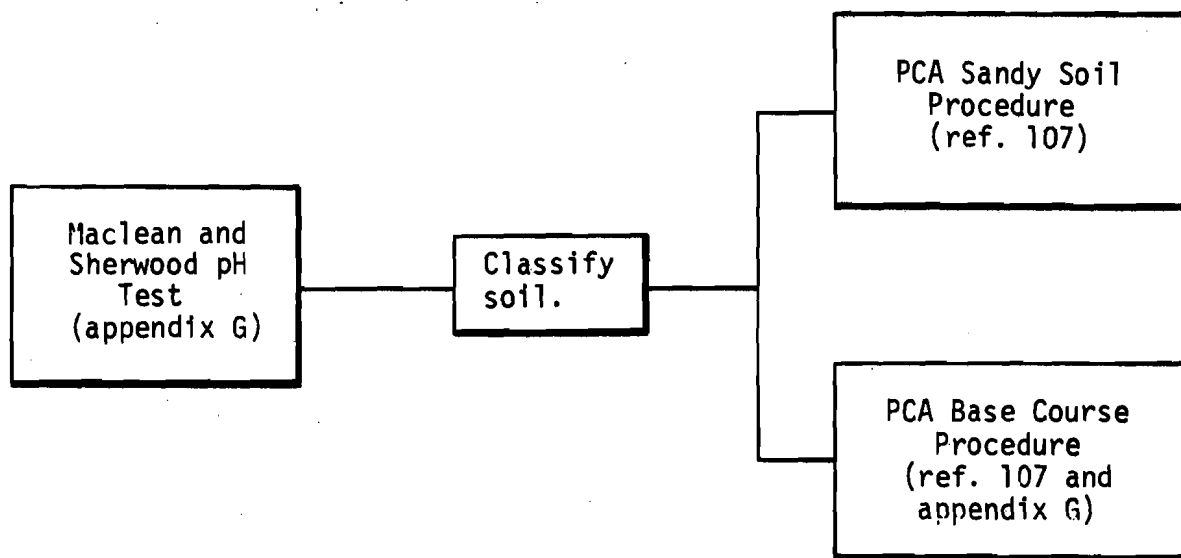 Maclean and
Sherwood pH
Test
(appendix G)
Classify
soil.
PCA Sandy Soil
Procedure
(ref. 107)
PCA Base Course
Procedure
(ref. 107 and
appendix G)